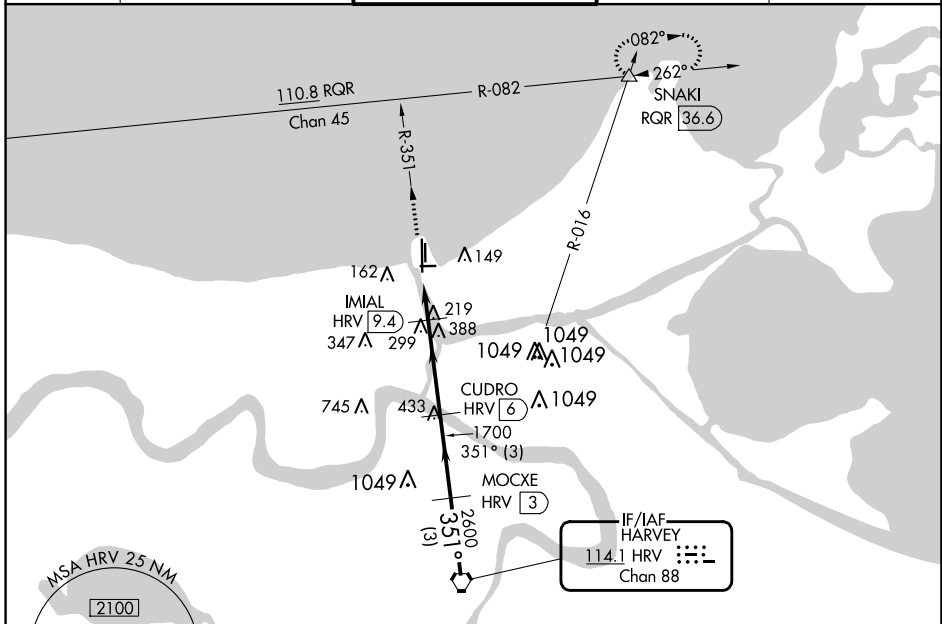 082°
262°
SNAKI
RQR 36.6
110.8 RQR
Chan 45
R-082
R-351
R-016
149
162
IMIAL
HRV 9.4
219
388
347
299
1049
1049
1049
CUDRO
HRV 6
745
433
1049
1700
351° (3)
1049
MOCXE
HRV 3
2600
351°
(3)
IF/IAF
HARVEY
114.1 HRV
Chan 88
MSA HRV 25 NM
2100